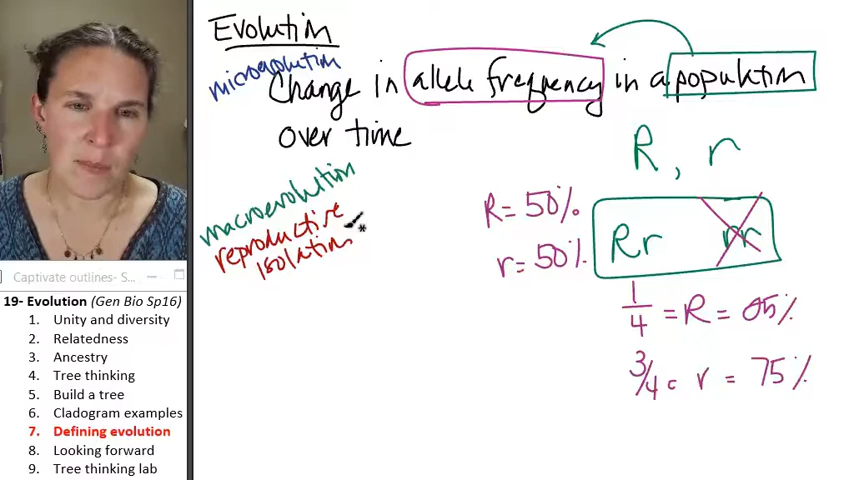 Evolution
microevolution
Change in allele frequency in a population
over time
R, r
macroevolution
reproductive
isolation
R = 50%
r = 50%
Rr rr
1/4 = R = 05%
3/4 = r = 75%
Captivate outlines- S...
19- Evolution (Gen Bio Sp16)
1. Unity and diversity
2. Relatedness
3. Ancestry
4. Tree thinking
5. Build a tree
6. Cladogram examples
7. Defining evolution
8. Looking forward
9. Tree thinking lab